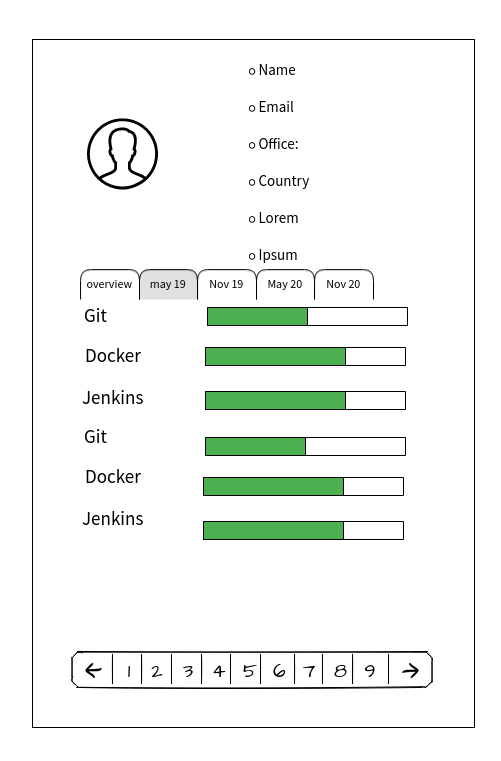 Name
Email
Office:
Country
Lorem
Ipsum
overview may 19 Nov 19 May 20 Nov 20
Git
Docker
Jenkins
Git
Docker
Jenkins
1 2 3 4 5 6 7 8 9